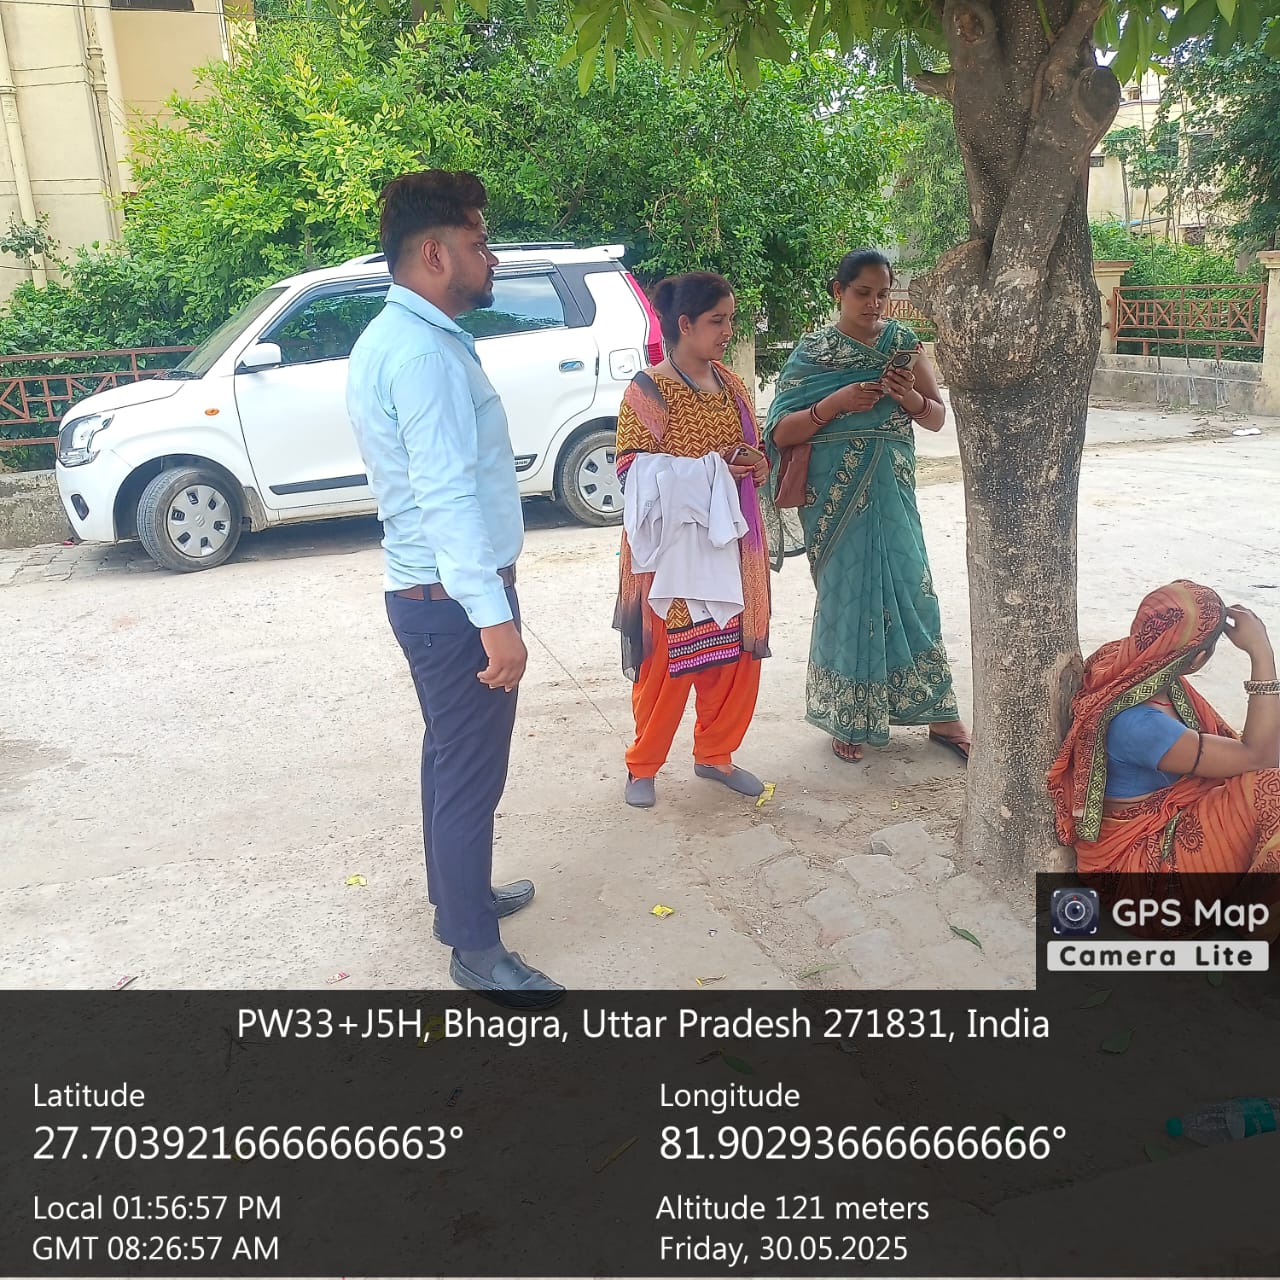 GPS Map
Camera Lite
PW33+J5H, Bhagra, Uttar Pradesh 271831, India
Latitude
27.703921666666663°
Longitude
81.90293666666666°
Local 01:56:57 PM
GMT 08:26:57 AM
Altitude 121 meters
Friday, 30.05.2025